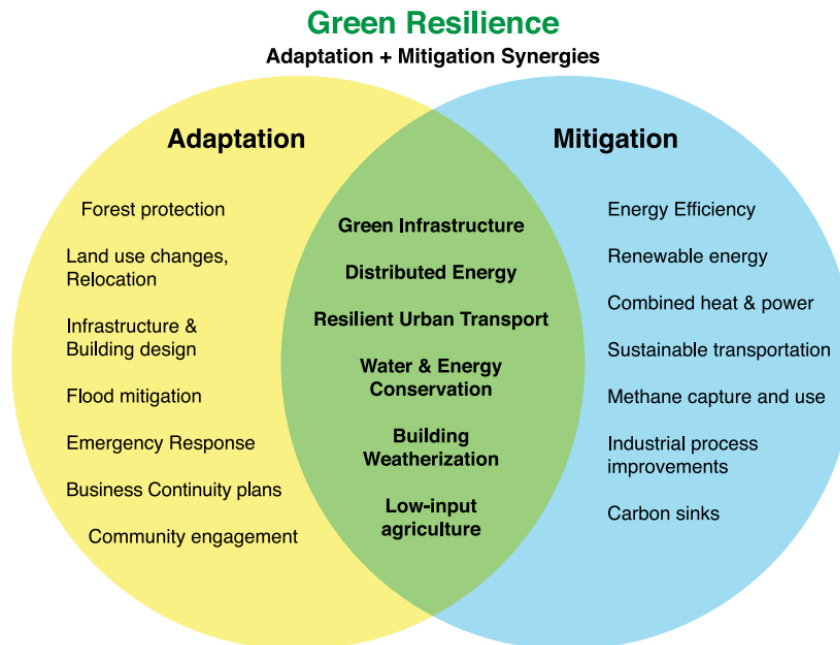 Green Resilience
Adaptation + Mitigation Synergies
Adaptation
Forest protection
Land use changes,
Relocation
Infrastructure &
Building design
Flood mitigation
Emergency Response
Business Continuity plans
Community engagement
Green Infrastructure
Distributed Energy
Resilient Urban Transport
Water & Energy
Conservation
Building
Weatherization
Low-input
agriculture
Mitigation
Energy Efficiency
Renewable energy
Combined heat & power
Sustainable transportation
Methane capture and use
Industrial process
improvements
Carbon sinks